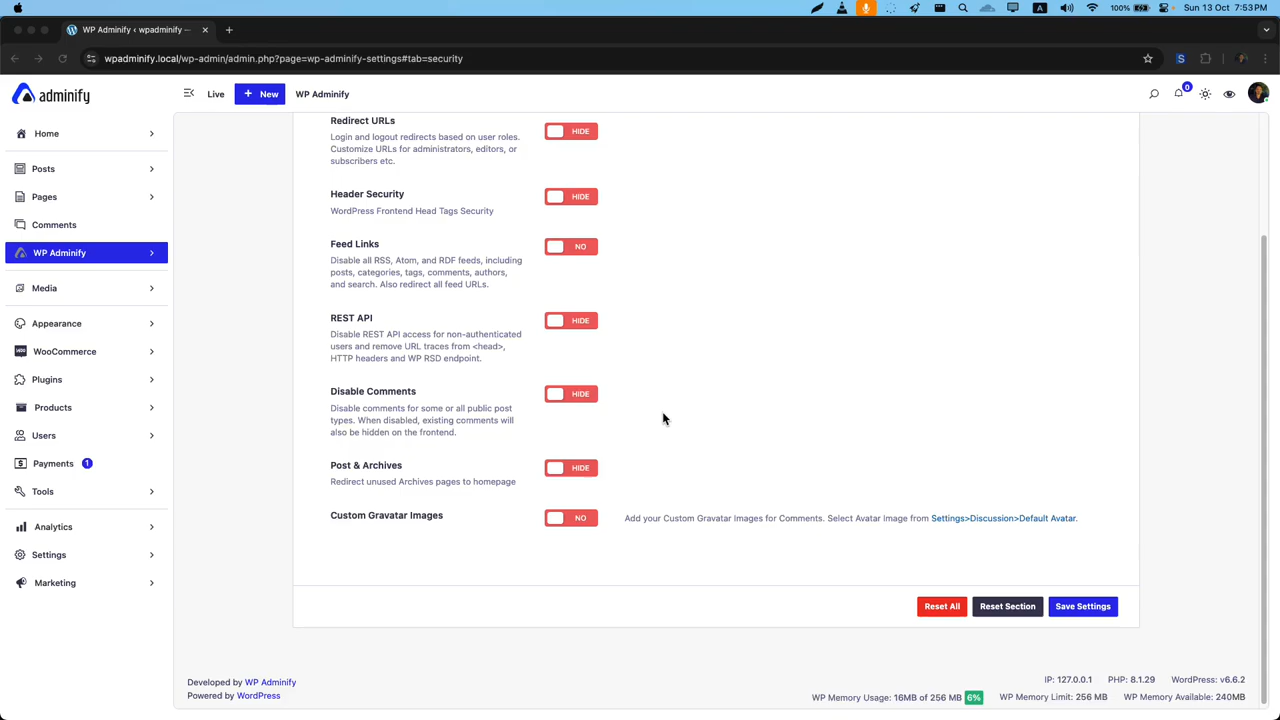 100%
Sun 13 Oct 7:53 PM
WP Adminify ‹ wpadminify —
wpadminify.local/wp-admin/admin.php?page=wp-adminify-settings#tab=security
adminify
Live
+ New
WP Adminify
0
Home
Posts
Pages
Comments
WP Adminify
Media
Appearance
WooCommerce
Plugins
Products
Users
Payments 1
Tools
Analytics
Settings
Marketing
Redirect URLs
HIDE
Login and logout redirects based on user roles.
Customize URLs for administrators, editors, or
subscribers etc.
Header Security
HIDE
WordPress Frontend Head Tags Security
Feed Links
NO
Disable all RSS, Atom, and RDF feeds, including
posts, categories, tags, comments, authors,
and search. Also redirect all feed URLs.
REST API
HIDE
Disable REST API access for non-authenticated
users and remove URL traces from <head>,
HTTP headers and WP RSD endpoint.
Disable Comments
HIDE
Disable comments for some or all public post
types. When disabled, existing comments will
also be hidden on the frontend.
Post & Archives
HIDE
Redirect unused Archives pages to homepage
Custom Gravatar Images
NO
Add your Custom Gravatar Images for Comments. Select Avatar Image from Settings>Discussion>Default Avatar.
Reset All
Reset Section
Save Settings
Developed by WP Adminify
Powered by WordPress
IP: 127.0.0.1 PHP: 8.1.29 WordPress: v6.6.2
WP Memory Usage: 16MB of 256 MB 6% WP Memory Limit: 256 MB WP Memory Available: 240MB